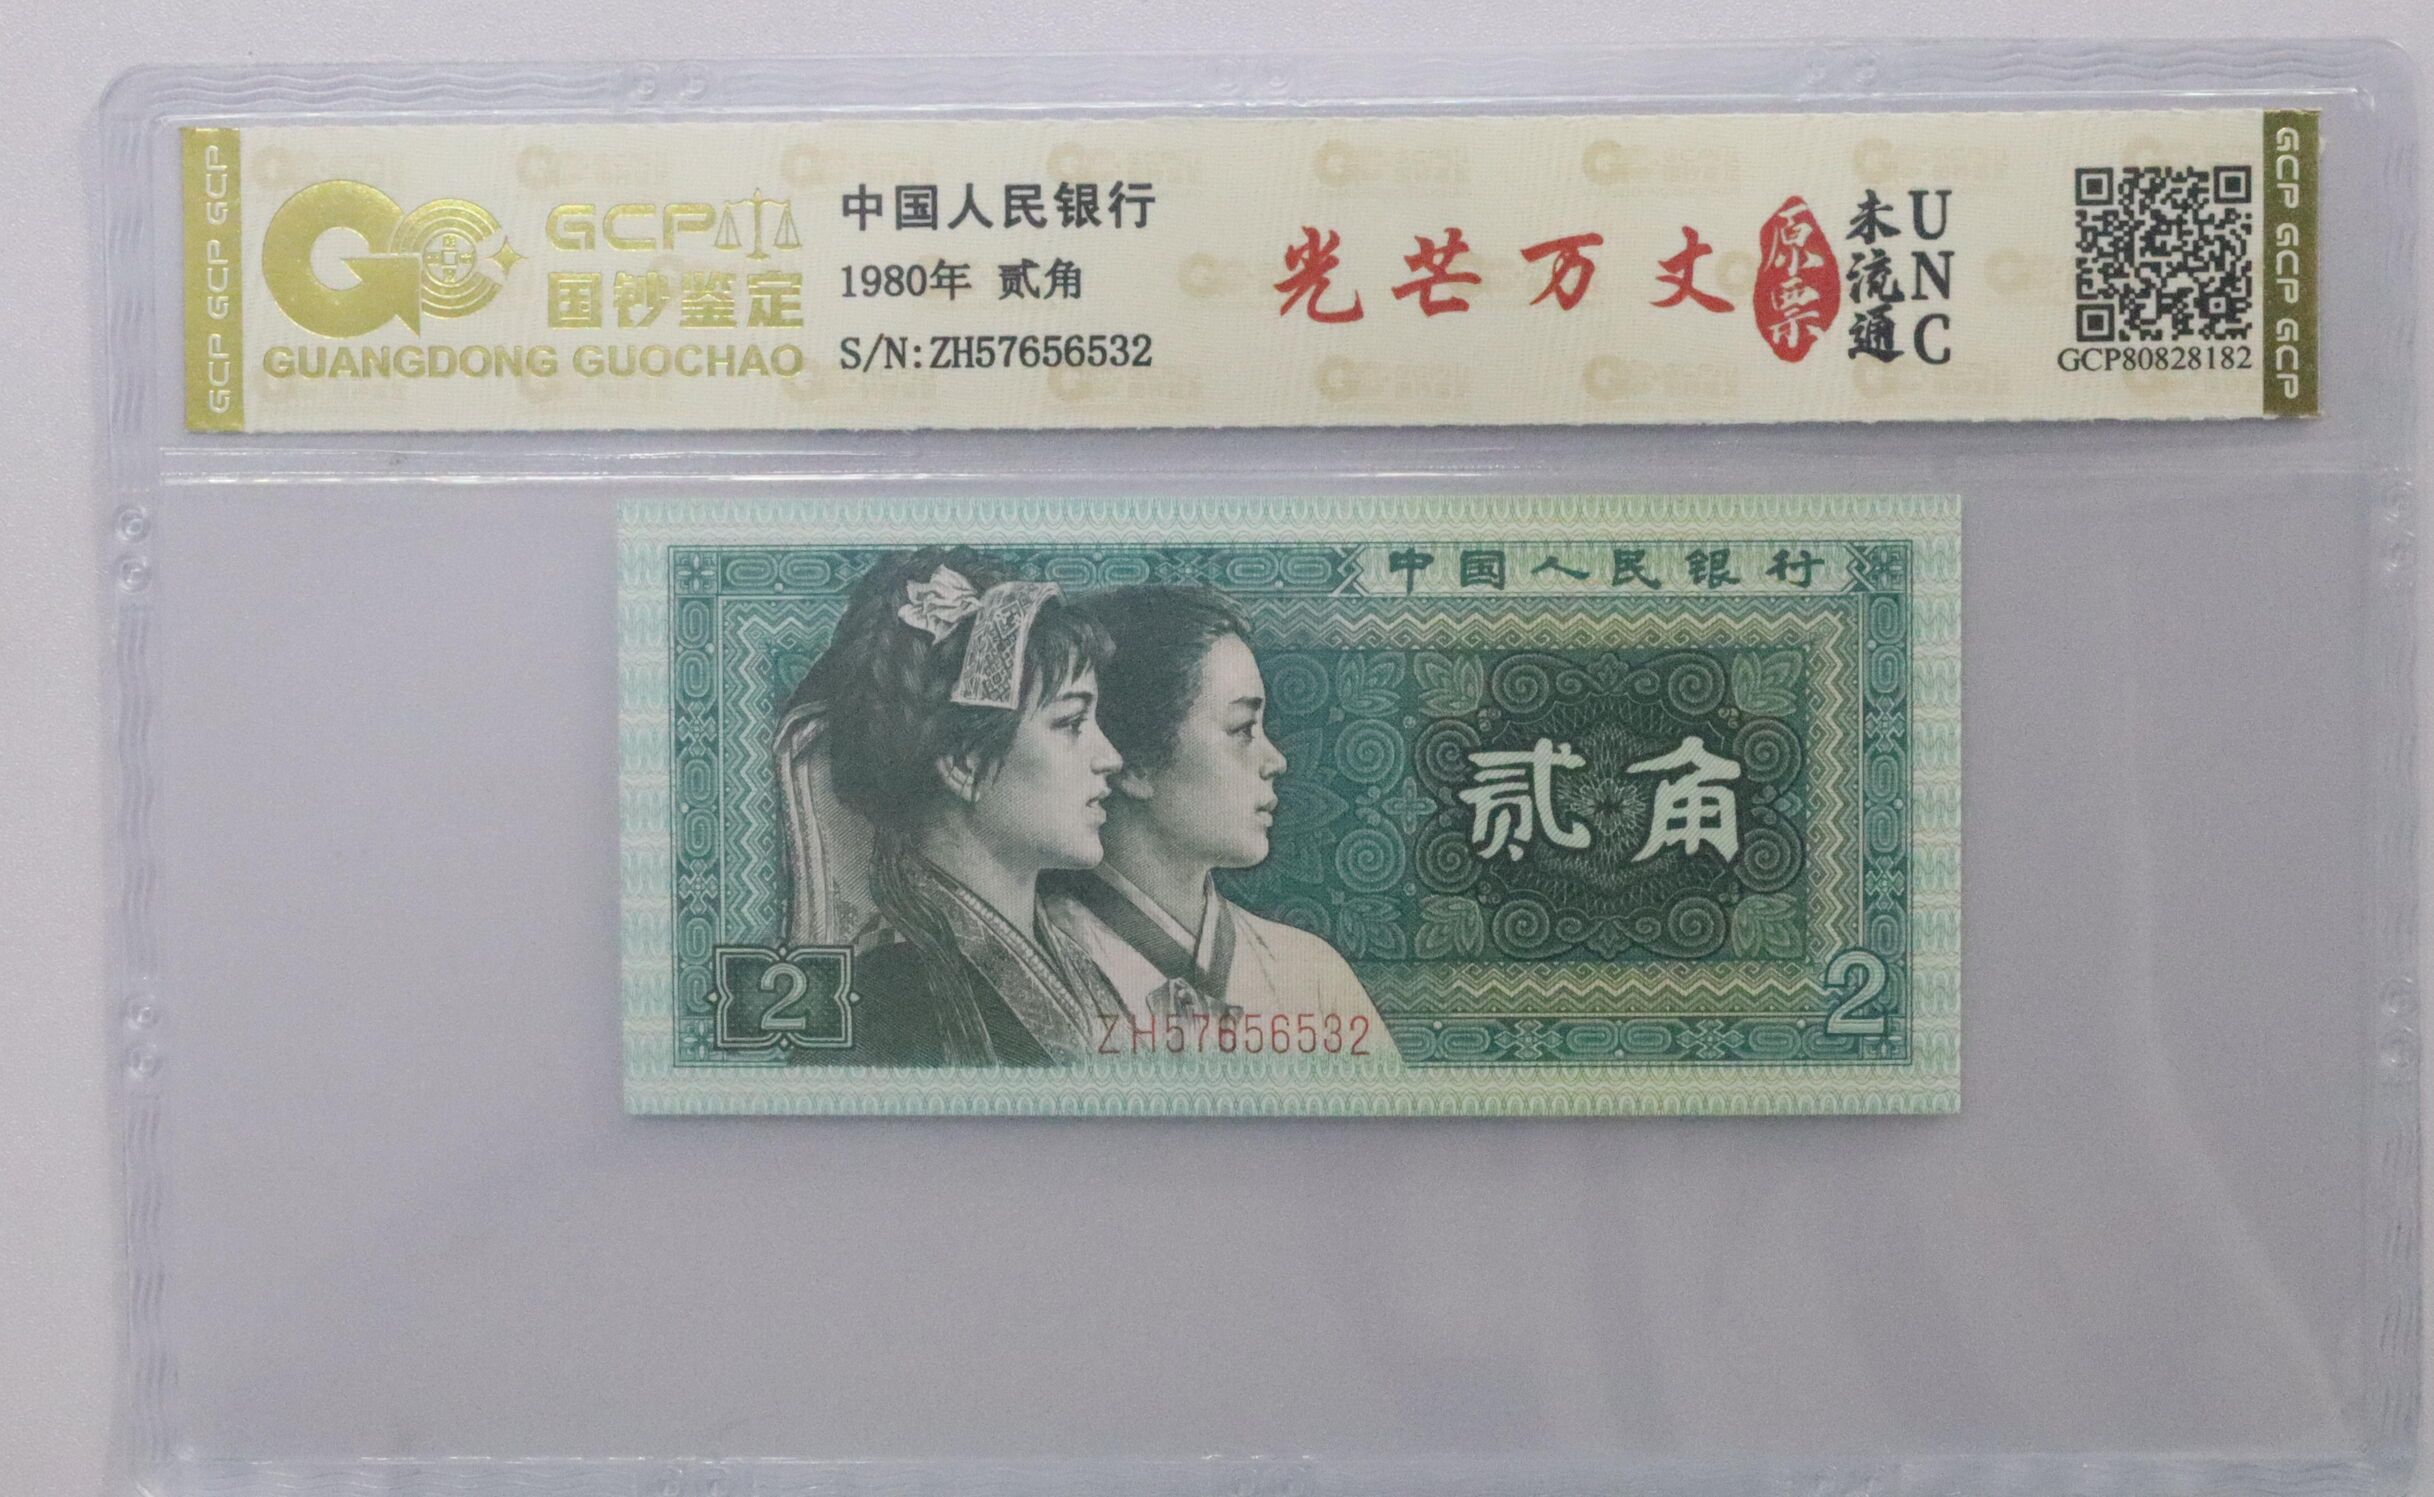 GCP
国钞鉴定
GUANGDONG GUOCHAO
中国人民银行
1980年 贰角
S/N:ZH57656532
光芒万丈
原票
未流通
UNC
GCP80828182
GCP GCP GCP
GCP GCP GCP
中国人民银行
贰角
2
ZH57656532
2